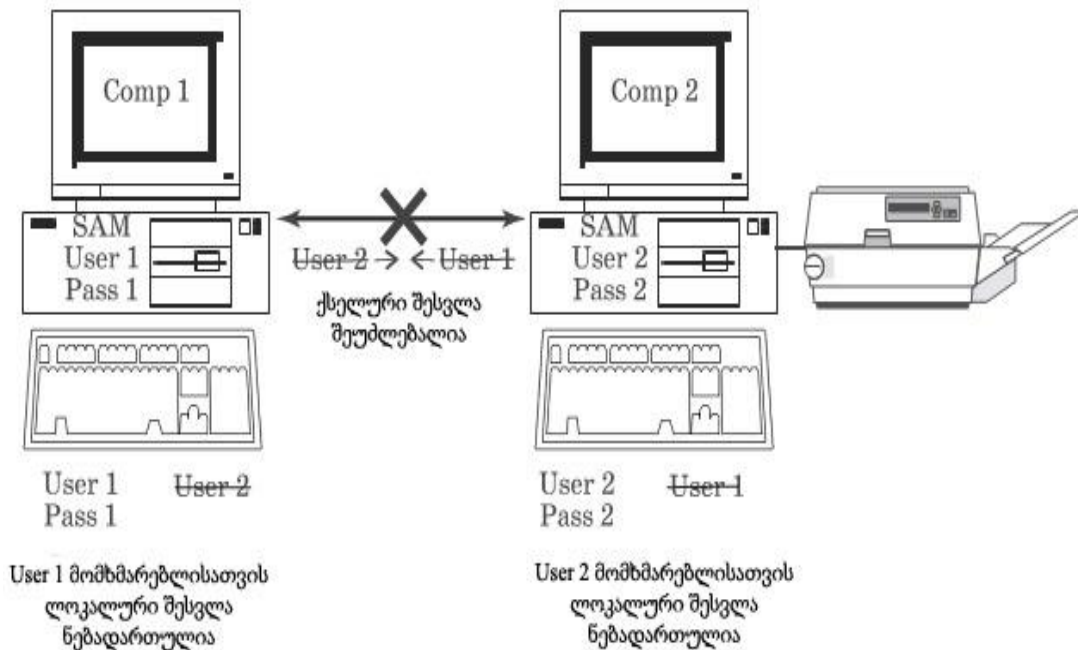 Comp 1
SAM
User 1
Pass 1
User 1
Pass 1
User 2
User 1 მომხმარებლისათვის
ლოკალური შესვლა
ნებადართულია
User 2
User 1
ქსელური შესვლა
შეუძლებალია
Comp 2
SAM
User 2
Pass 2
User 2
Pass 2
User 1
User 2 მომხმარებლისათვის
ლოკალური შესვლა
ნებადართულია